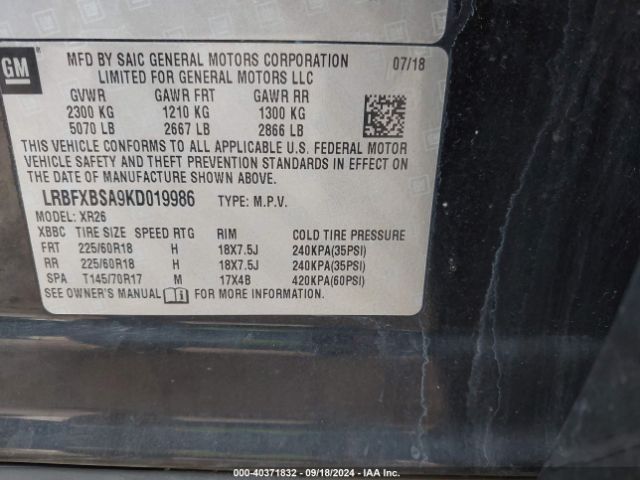 GM
MFD BY SAIC GENERAL MOTORS CORPORATION 07/18
LIMITED FOR GENERAL MOTORS LLC
GVWR GAWR FRT GAWR RR
2300 KG 1210 KG 1300 KG
5070 LB 2667 LB 2866 LB
THIS VEHICLE CONFORMS TO ALL APPLICABLE U.S. FEDERAL MOTOR
VEHICLE SAFETY AND THEFT PREVENTION STANDARDS IN EFFECT ON
THE DATE OF MANUFACTURE SHOWN ABOVE.
LRBFXBSA9KD019986 TYPE: M.P.V.
MODEL: XR26
XBBC TIRE SIZE SPEED RTG RIM COLD TIRE PRESSURE
FRT 225/60R18 H 18X7.5J 240KPA(35PSI)
RR 225/60R18 H 18X7.5J 240KPA(35PSI)
SPA T145/70R17 M 17X4B 420KPA(60PSI)
SEE OWNER'S MANUAL FOR MORE INFORMATION.
© - 40371832 - 09/18/2024 - IAA Inc.